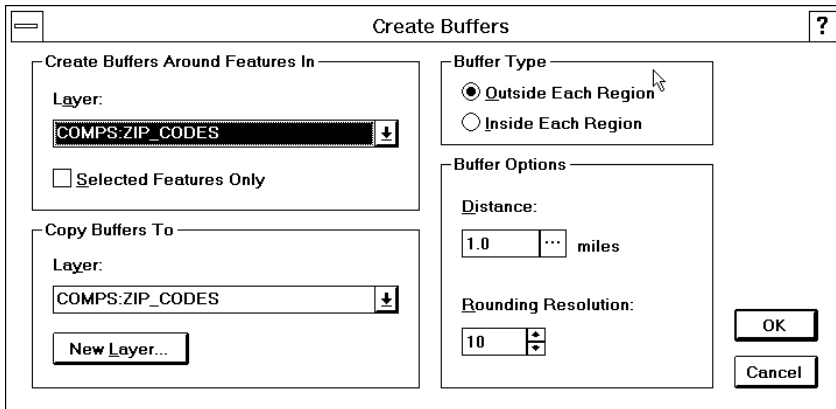 Create Buffers
?
Create Buffers Around Features In
Layer:
COMPS:ZIP_CODES
Selected Features Only
Copy Buffers To
Layer:
COMPS:ZIP_CODES
New Layer...
Buffer Type
Outside Each Region
Inside Each Region
Buffer Options
Distance:
1.0 ... miles
Rounding Resolution:
10
OK
Cancel